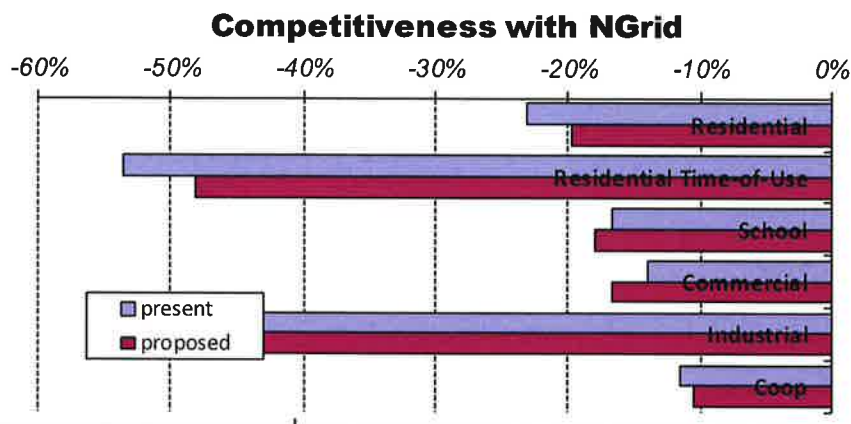 Competitiveness with NGrid
-60% -50% -40% -30% -20% -10% 0%
Residential
Residential Time-of-Use
School
Commercial
present
Industrial
proposed
Coop